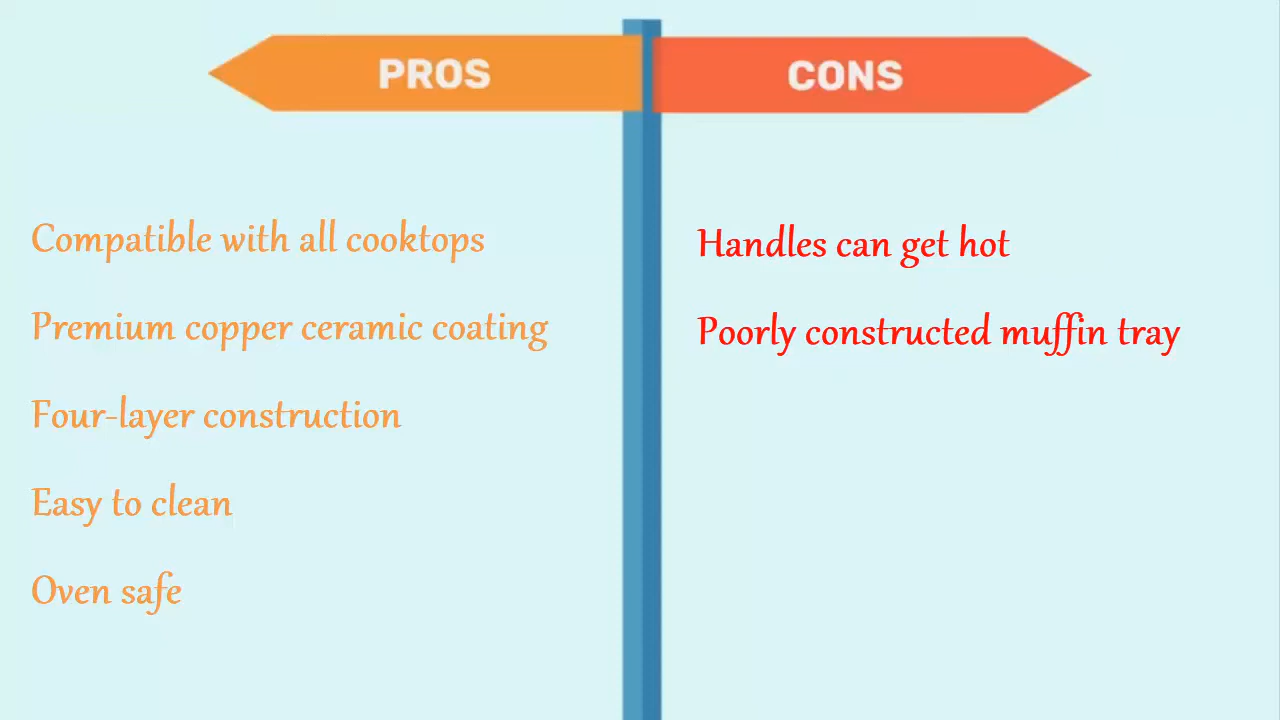 PROS
CONS
Compatible with all cooktops
Premium copper ceramic coating
Four-layer construction
Easy to clean
Oven safe
Handles can get hot
Poorly constructed muffin tray